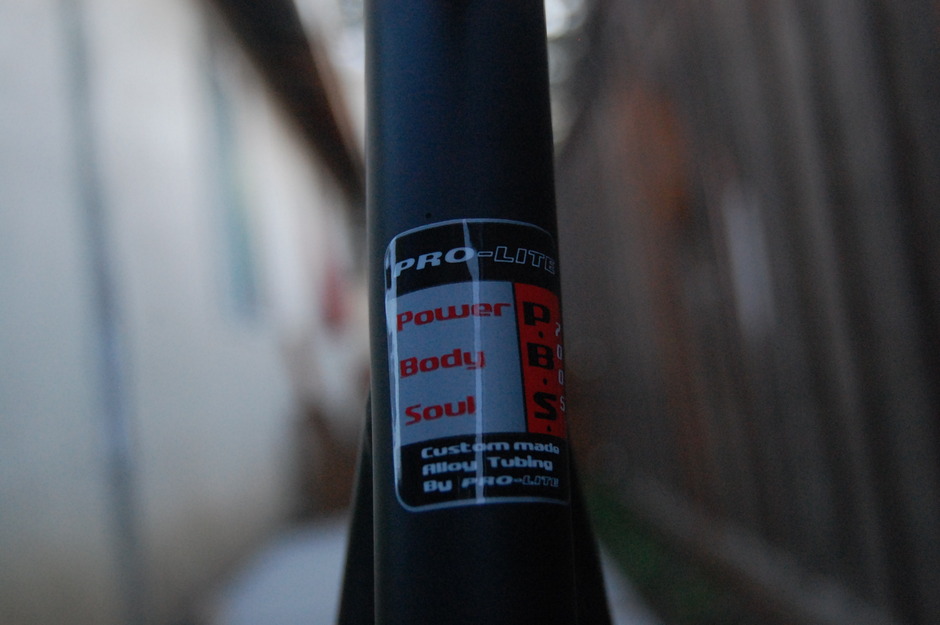 PRO-LITE
Power
Body
Soul
P.
B.
S.
2005
Custom made
Alloy Tubing
By PRO-LITE